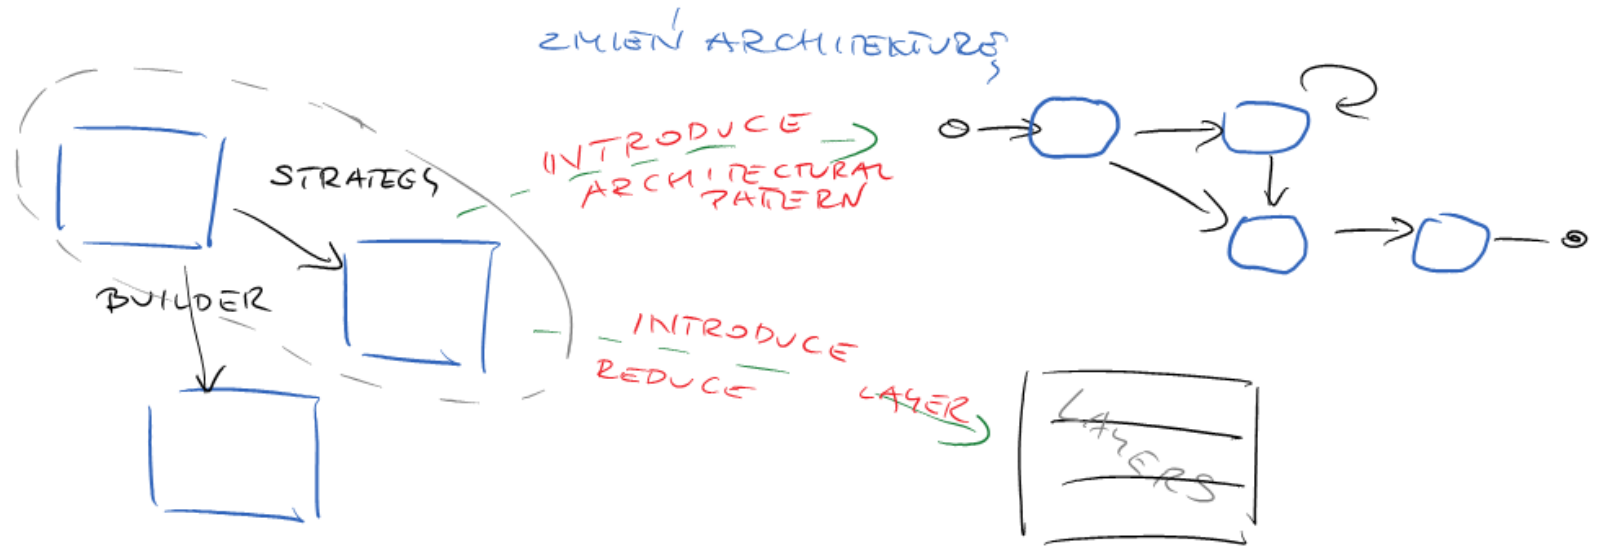 ZMIEŃ ARCHITEKTURĘ
STRATEGY
BUILDER
INTRODUCE
ARCHITECTURAL
PATTERN
INTRODUCE
REDUCE
LAYER
LAYERS